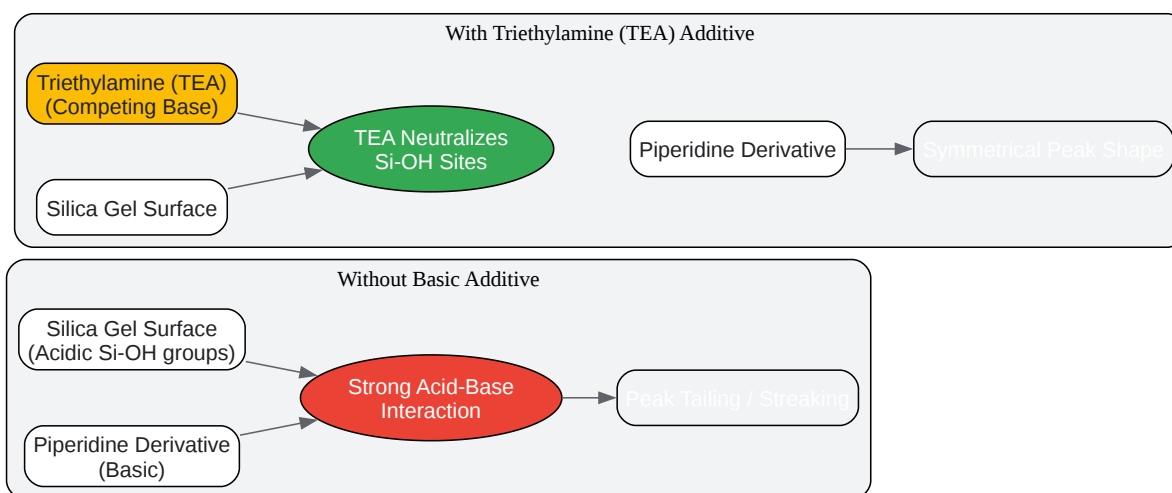 With Triethylamine (TEA) Additive
Triethylamine (TEA)
(Competing Base)
TEA Neutralizes
Si-OH Sites
Silica Gel Surface
Piperidine Derivative
Symmetrical Peak Shape
Without Basic Additive
Silica Gel Surface
(Acidic Si-OH groups)
Strong Acid-Base
Interaction
Peak Tailing / Streaking
Piperidine Derivative
(Basic)